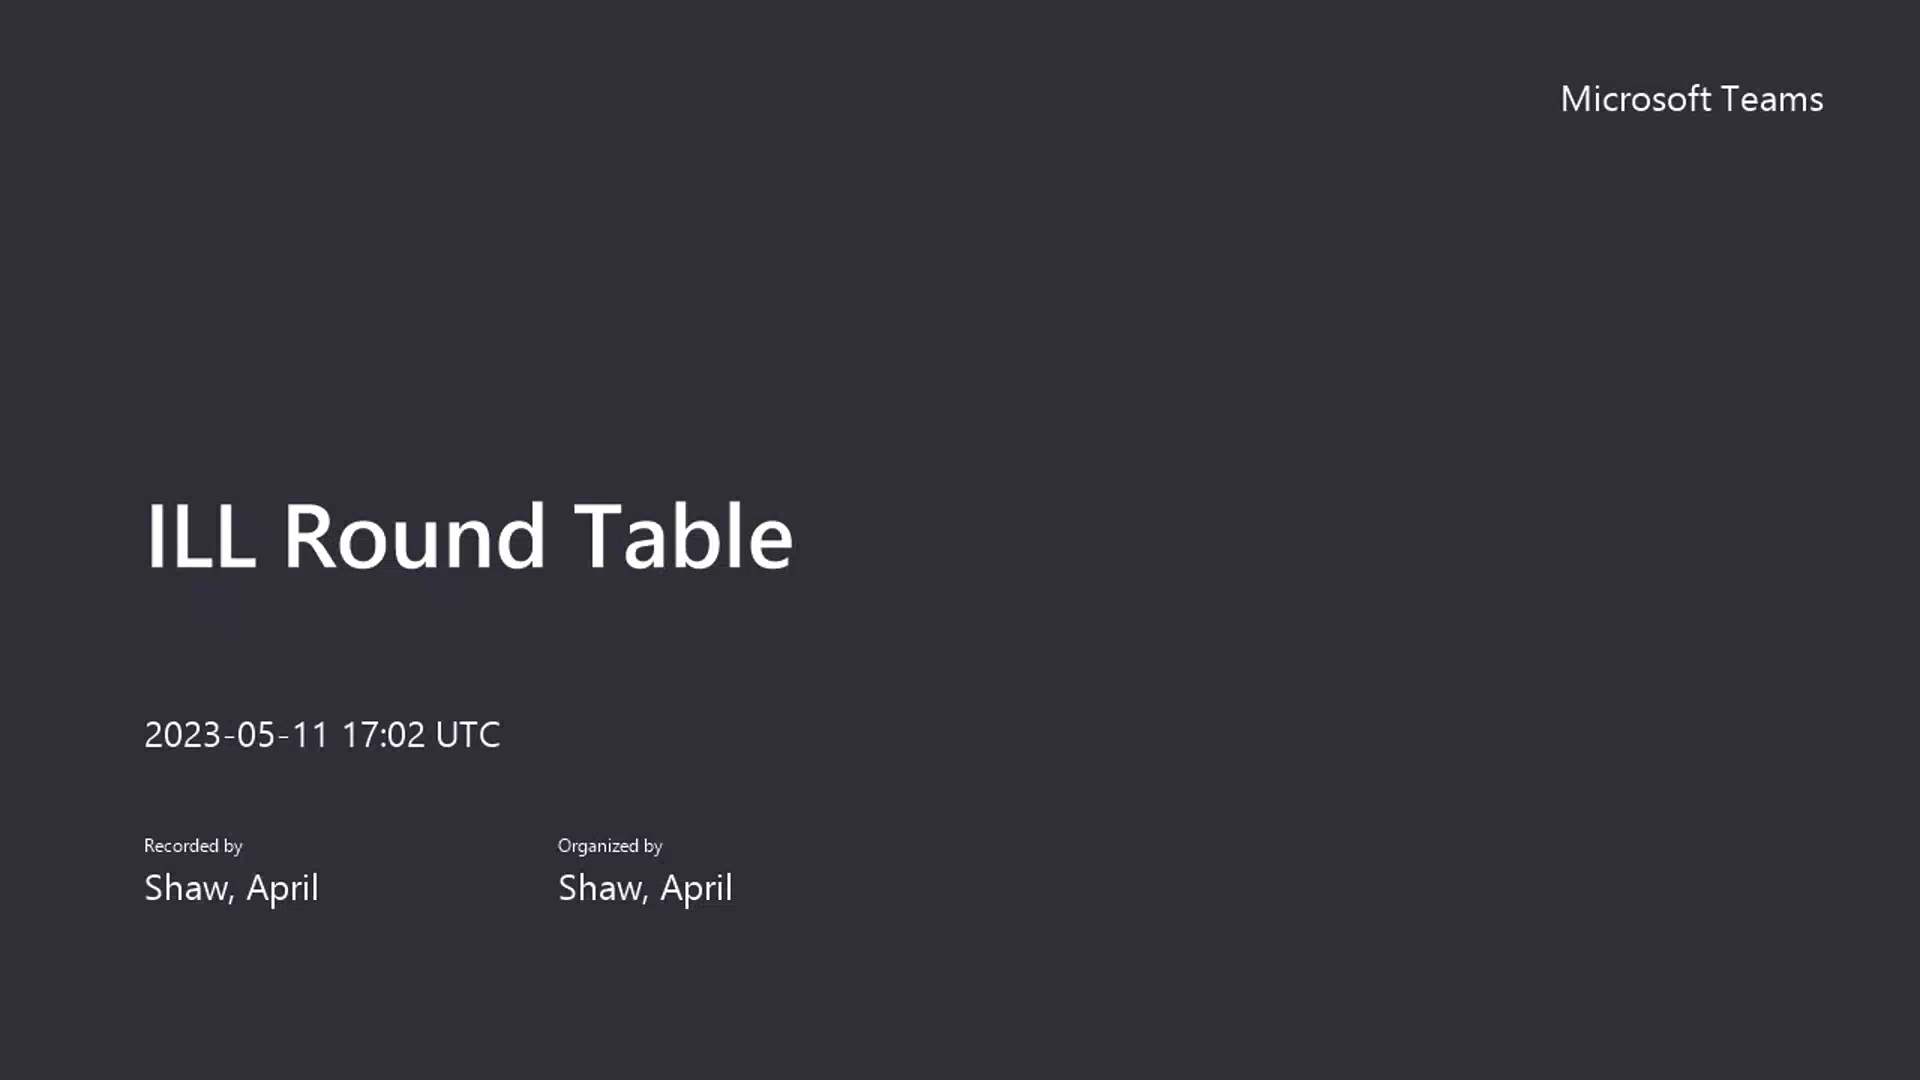 Microsoft Teams
ILL Round Table
2023-05-11 17:02 UTC
Recorded by
Shaw, April
Organized by
Shaw, April